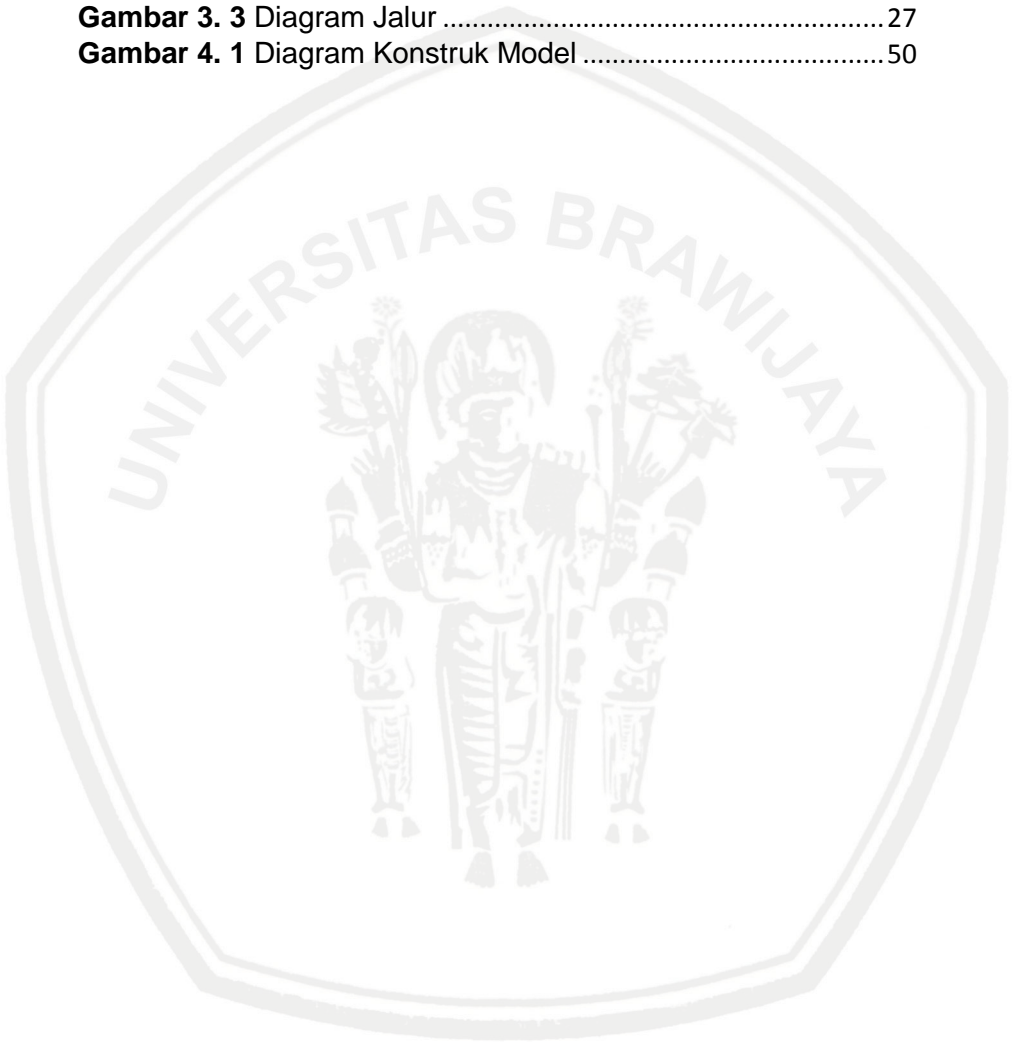 Gambar 3. 3 Diagram Jalur ........................................................... 27
Gambar 4. 1 Diagram Konstruk Model ......................................... 50
UNIVERSITAS BRAWIJAYA